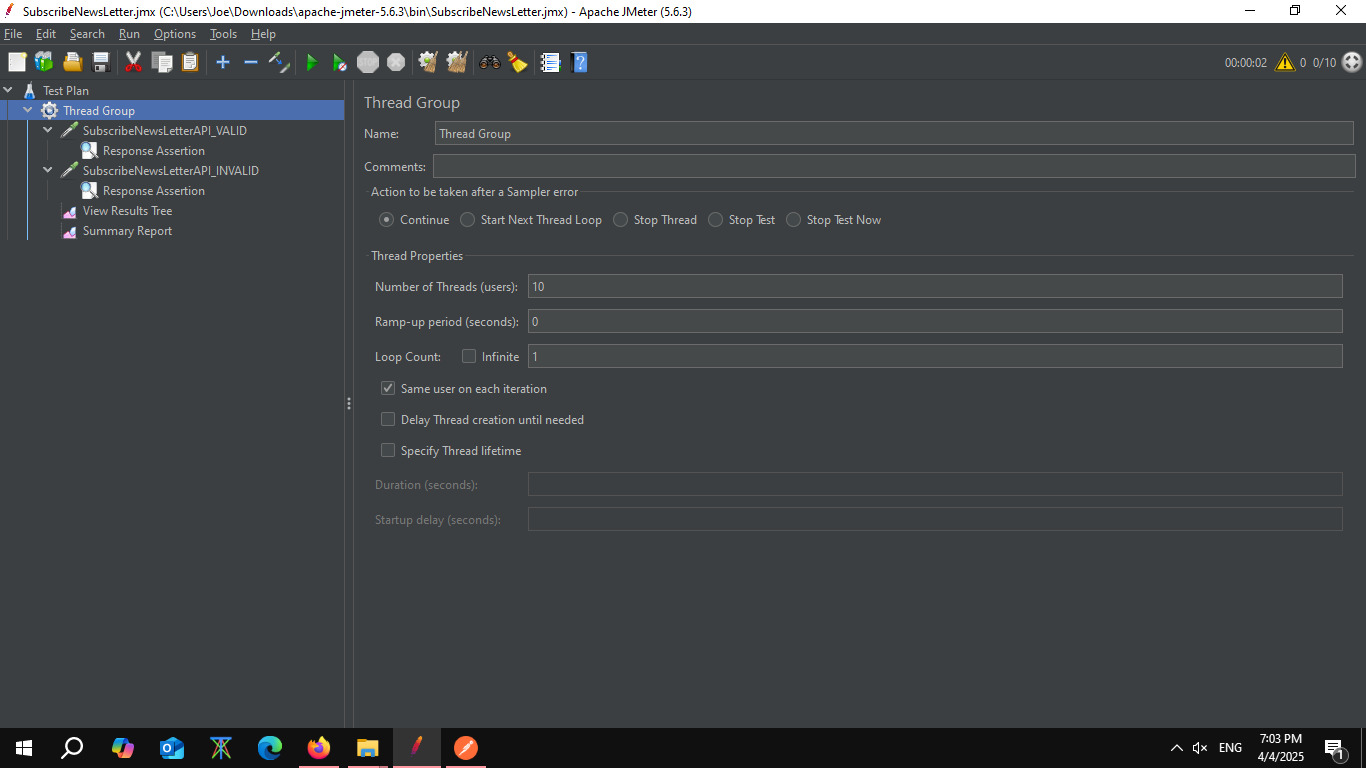 SubscribeNewsLetter.jmx (C:\Users\Joe\Downloads\apache-jmeter-5.6.3\bin\SubscribeNewsLetter.jmx) - Apache JMeter (5.6.3)
File Edit Search Run Options Tools Help
STOP 00:00:02 0 0/10
Test Plan
Thread Group
SubscribeNewsLetterAPI_VALID
Response Assertion
SubscribeNewsLetterAPI_INVALID
Response Assertion
View Results Tree
Summary Report
Thread Group
Name: Thread Group
Comments:
Action to be taken after a Sampler error
Continue Start Next Thread Loop Stop Thread Stop Test Stop Test Now
Thread Properties
Number of Threads (users): 10
Ramp-up period (seconds): 0
Loop Count: Infinite 1
Same user on each iteration
Delay Thread creation until needed
Specify Thread lifetime
Duration (seconds):
Startup delay (seconds):
ENG
7:03 PM
4/4/2025
1